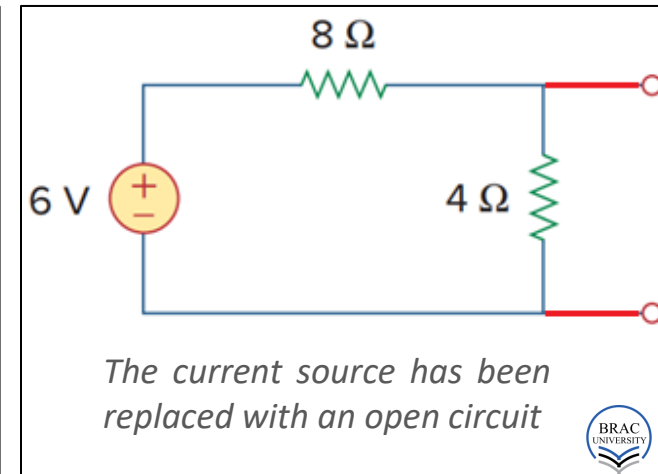 8 Ω
6 V
+
−
4 Ω
The current source has been
replaced with an open circuit
BRAC
UNIVERSITY